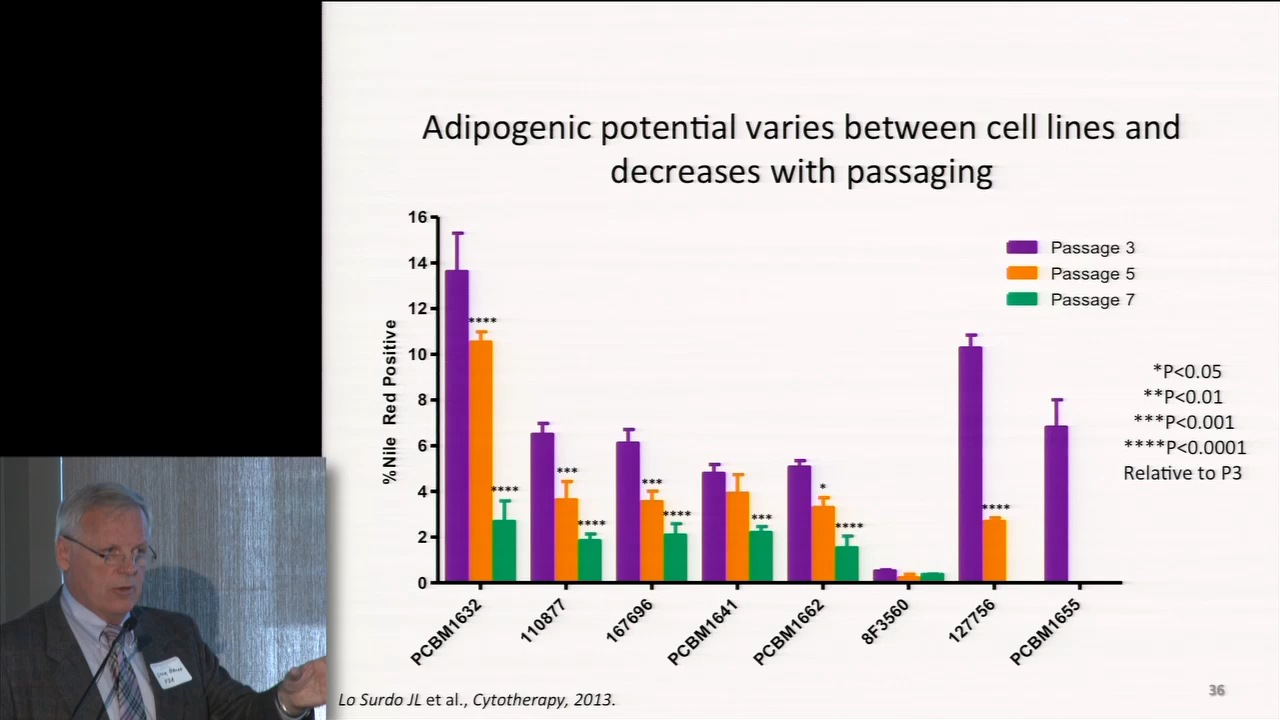 Adipogenic potential varies between cell lines and
decreases with passaging
16
14
12
10
8
6
4
2
0
%Nile Red Positive
Passage 3
Passage 5
Passage 7
****
****
***
****
***
****
***
*
****
****
*P<0.05
**P<0.01
***P<0.001
****P<0.0001
Relative to P3
PCBM1632
110877
167696
PCBM1641
PCBM1662
8F3560
127756
PCBM1655
Lo Surdo JL et al., Cytotherapy, 2013.
36
FDA